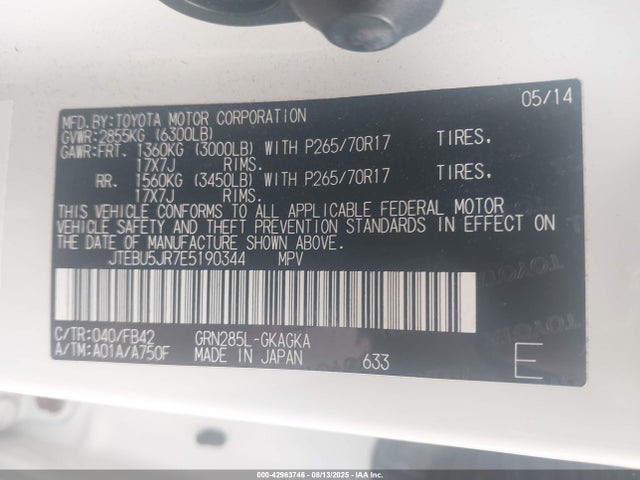 MFD.BY:TOYOTA MOTOR CORPORATION 05/14
GVWR:2855KG (6300LB)
GAWR:FRT. 1360KG (3000LB) WITH P265/70R17 TIRES.
17X7J RIMS.
RR. 1560KG (3450LB) WITH P265/70R17 TIRES.
17X7J RIMS.
THIS VEHICLE CONFORMS TO ALL APPLICABLE FEDERAL MOTOR
VEHICLE SAFETY AND THEFT PREVENTION STANDARDS IN EFFECT ON
THE DATE OF MANUFACTURE SHOWN ABOVE.
JTEBU5JR7E5190344 MPV
C/TR:040/FB42 GRN285L-GKAGKA
A/TM:A01A/A750F MADE IN JAPAN 633 E
000-42963746 - 08/13/2025 - IAAI.COM